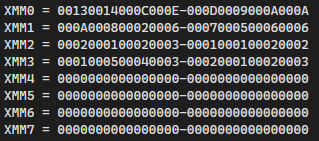 XMM0 = 00130014000C000E-000D0009000A000A
XMM1 = 000A000800020006-0007000500060006
XMM2 = 0002000100020003-0001000100020002
XMM3 = 0001000500040003-0002000100020003
XMM4 = 0000000000000000-0000000000000000
XMM5 = 0000000000000000-0000000000000000
XMM6 = 0000000000000000-0000000000000000
XMM7 = 0000000000000000-0000000000000000